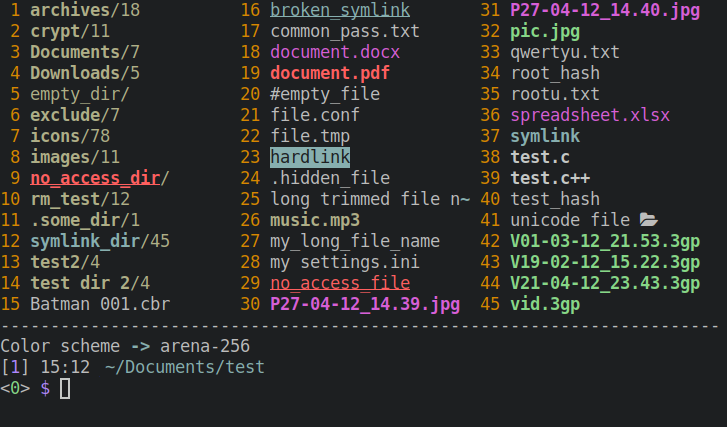 1 archives/18 16 broken_symlink 31 P27-04-12_14.40.jpg
2 crypt/11 17 common_pass.txt 32 pic.jpg
3 Documents/7 18 document.docx 33 qwertyu.txt
4 Downloads/5 19 document.pdf 34 root_hash
5 empty_dir/ 20 #empty_file 35 rootu.txt
6 exclude/7 21 file.conf 36 spreadsheet.xlsx
7 icons/78 22 file.tmp 37 symlink
8 images/11 23 hardlink 38 test.c
9 no_access_dir/ 24 .hidden_file 39 test.c++
10 rm_test/12 25 long trimmed file n~ 40 test_hash
11 .some_dir/1 26 music.mp3 41 unicode file 📂
12 symlink_dir/45 27 my_long_file_name 42 V01-03-12_21.53.3gp
13 test2/4 28 my settings.ini 43 V19-02-12_15.22.3gp
14 test dir 2/4 29 no_access_file 44 V21-04-12_23.43.3gp
15 Batman 001.cbr 30 P27-04-12_14.39.jpg 45 vid.3gp
------------------------------------------------------------------------
Color scheme -> arena-256
[1] 15:12 ~/Documents/test
<0> $